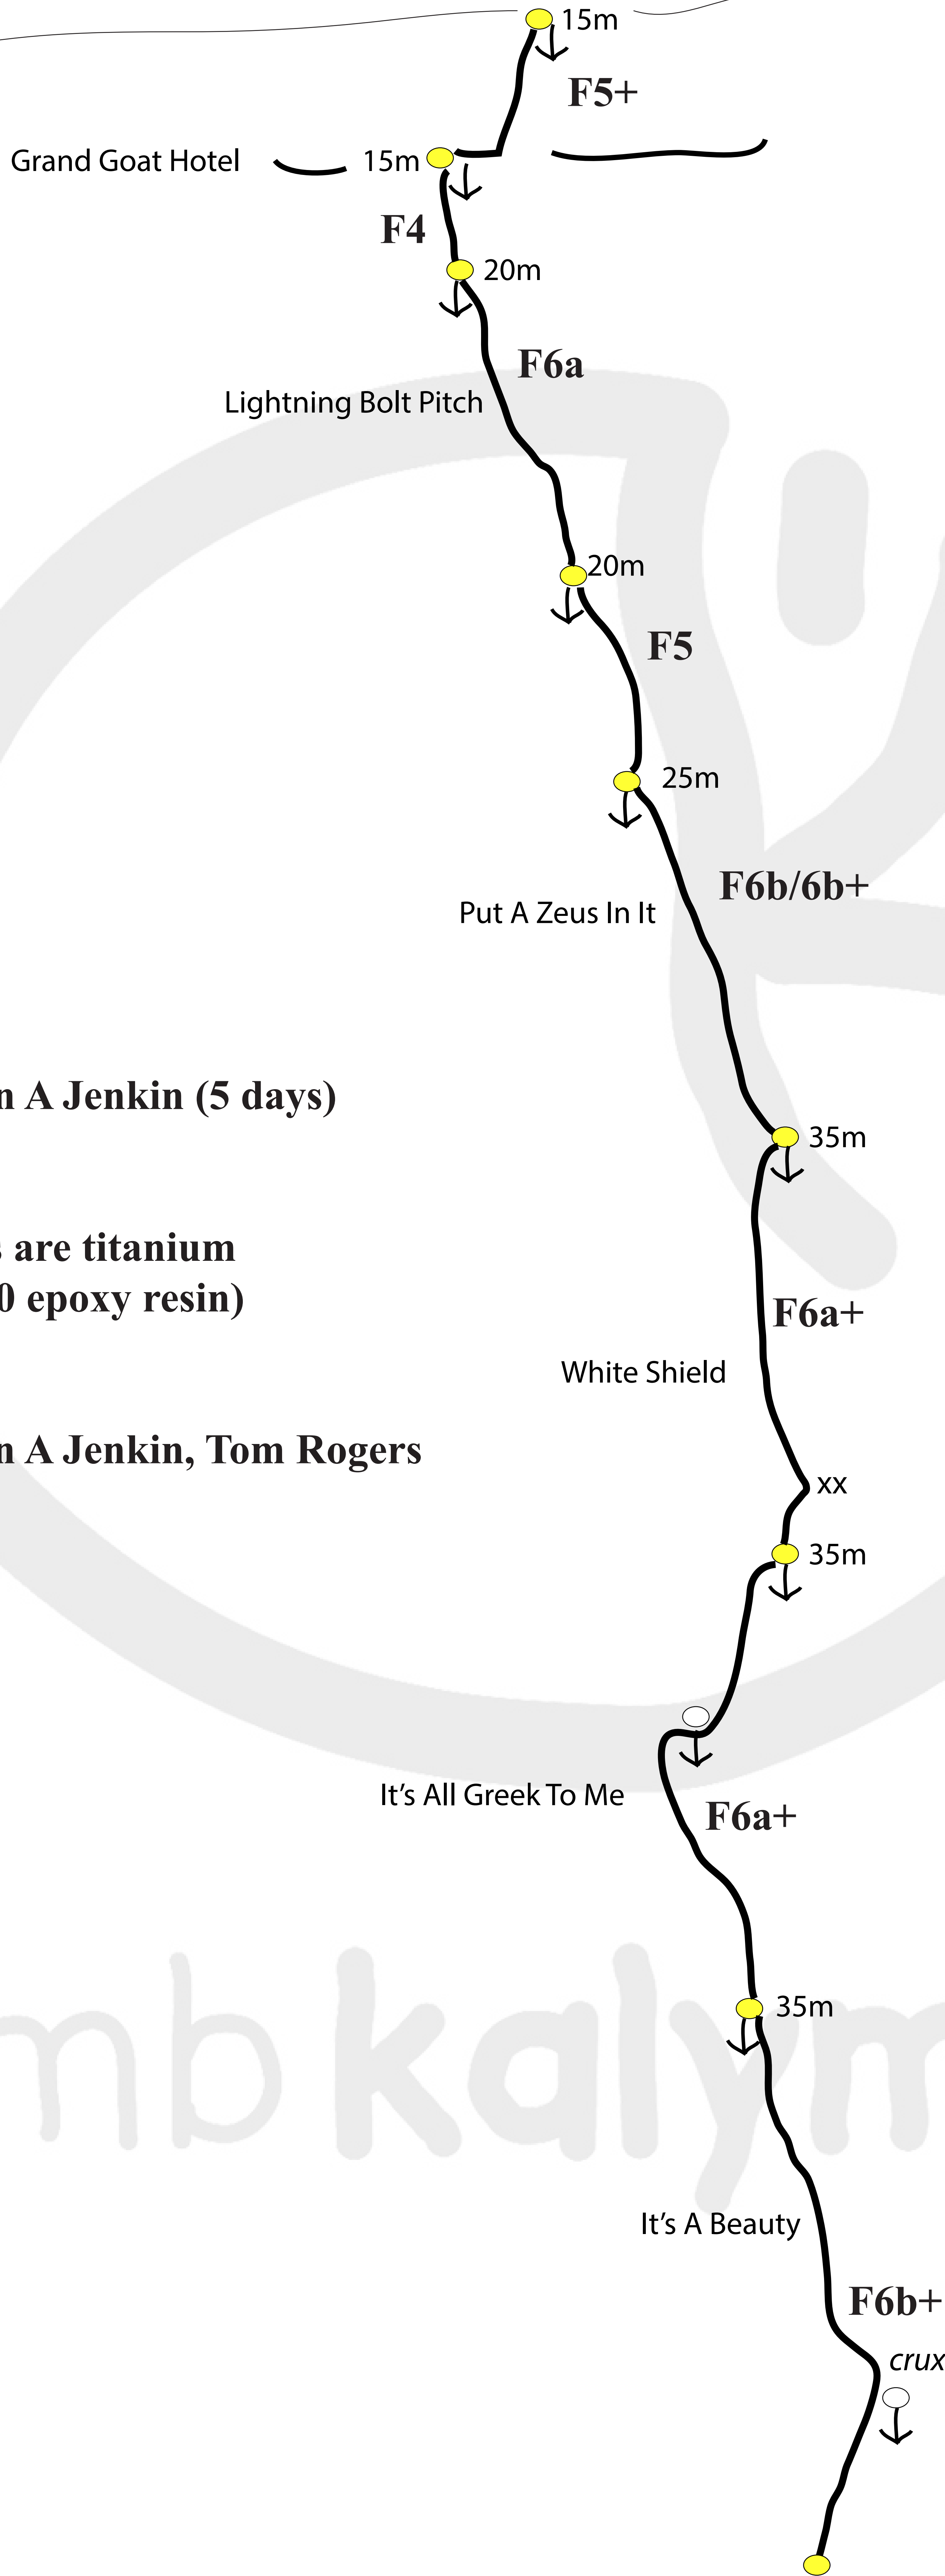 15m
F5+
Grand Goat Hotel
15m
F4
20m
F6a
Lightning Bolt Pitch
20m
F5
25m
F6b/6b+
Put A Zeus In It
n A Jenkin (5 days)
35m
s are titanium
0 epoxy resin)
F6a+
White Shield
n A Jenkin, Tom Rogers
xx
35m
It's All Greek To Me
F6a+
mb kalym
35m
It's A Beauty
F6b+
crux